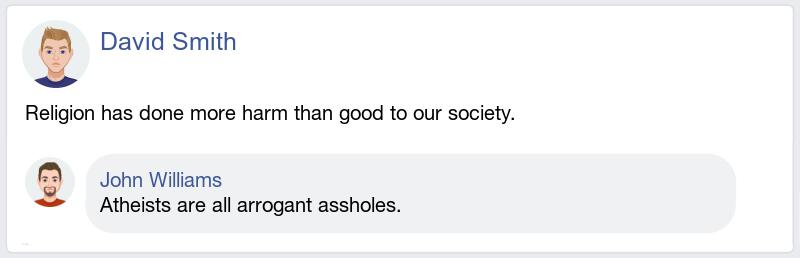 David Smith
Religion has done more harm than good to our society.
John Williams
Atheists are all arrogant assholes.